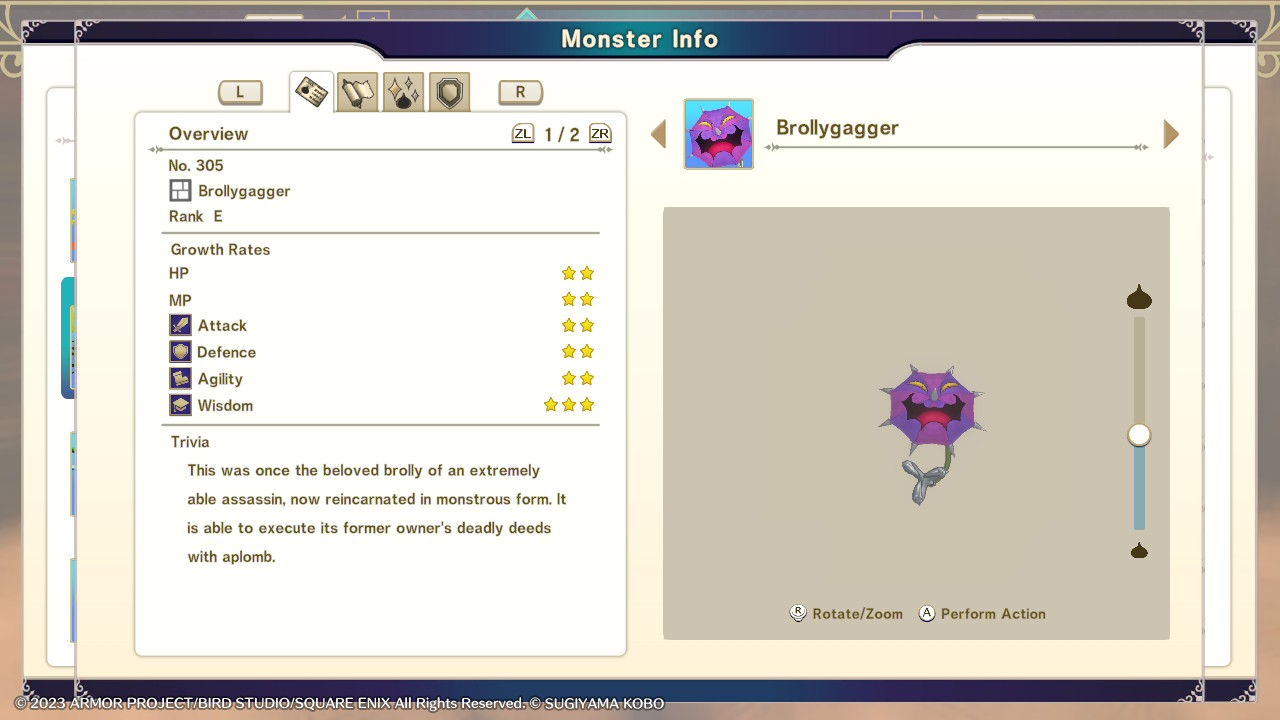 Monster Info
L
R
Overview
ZL 1 / 2 ZR
No. 305
Brollygagger
Rank E
Growth Rates
HP
MP
Attack
Defence
Agility
Wisdom
Trivia
This was once the beloved brolly of an extremely
able assassin, now reincarnated in monstrous form. It
is able to execute its former owner's deadly deeds
with aplomb.
Brollygagger
R Rotate/Zoom A Perform Action
© 2023 ARMOR PROJECT/BIRD STUDIO/SQUARE ENIX All Rights Reserved. © SUGIYAMA KOBO